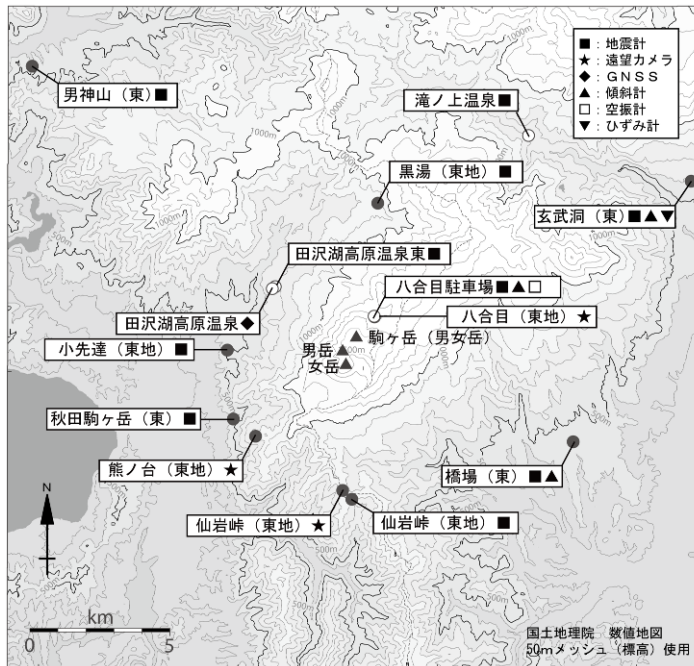 ■：地震計
★：遠望カメラ
◆：ＧＮＳＳ
▲：傾斜計
□：空振計
▼：ひずみ計
男神山（東）■
滝ノ上温泉■
黒湯（東地）■
玄武洞（東）■▲▼
田沢湖高原温泉東■
八合目駐車場■▲□
田沢湖高原温泉◆
八合目（東地）★
駒ヶ岳（男女岳）
小先達（東地）■
男岳
女岳
秋田駒ヶ岳（東）■
熊ノ台（東地）★
橋場（東）■▲
仙岩峠（東地）★
仙岩峠（東地）■
1000m
1000m
1000m
500m
500m
500m
N
km
0 5
国土地理院　数値地図
50mメッシュ（標高）使用